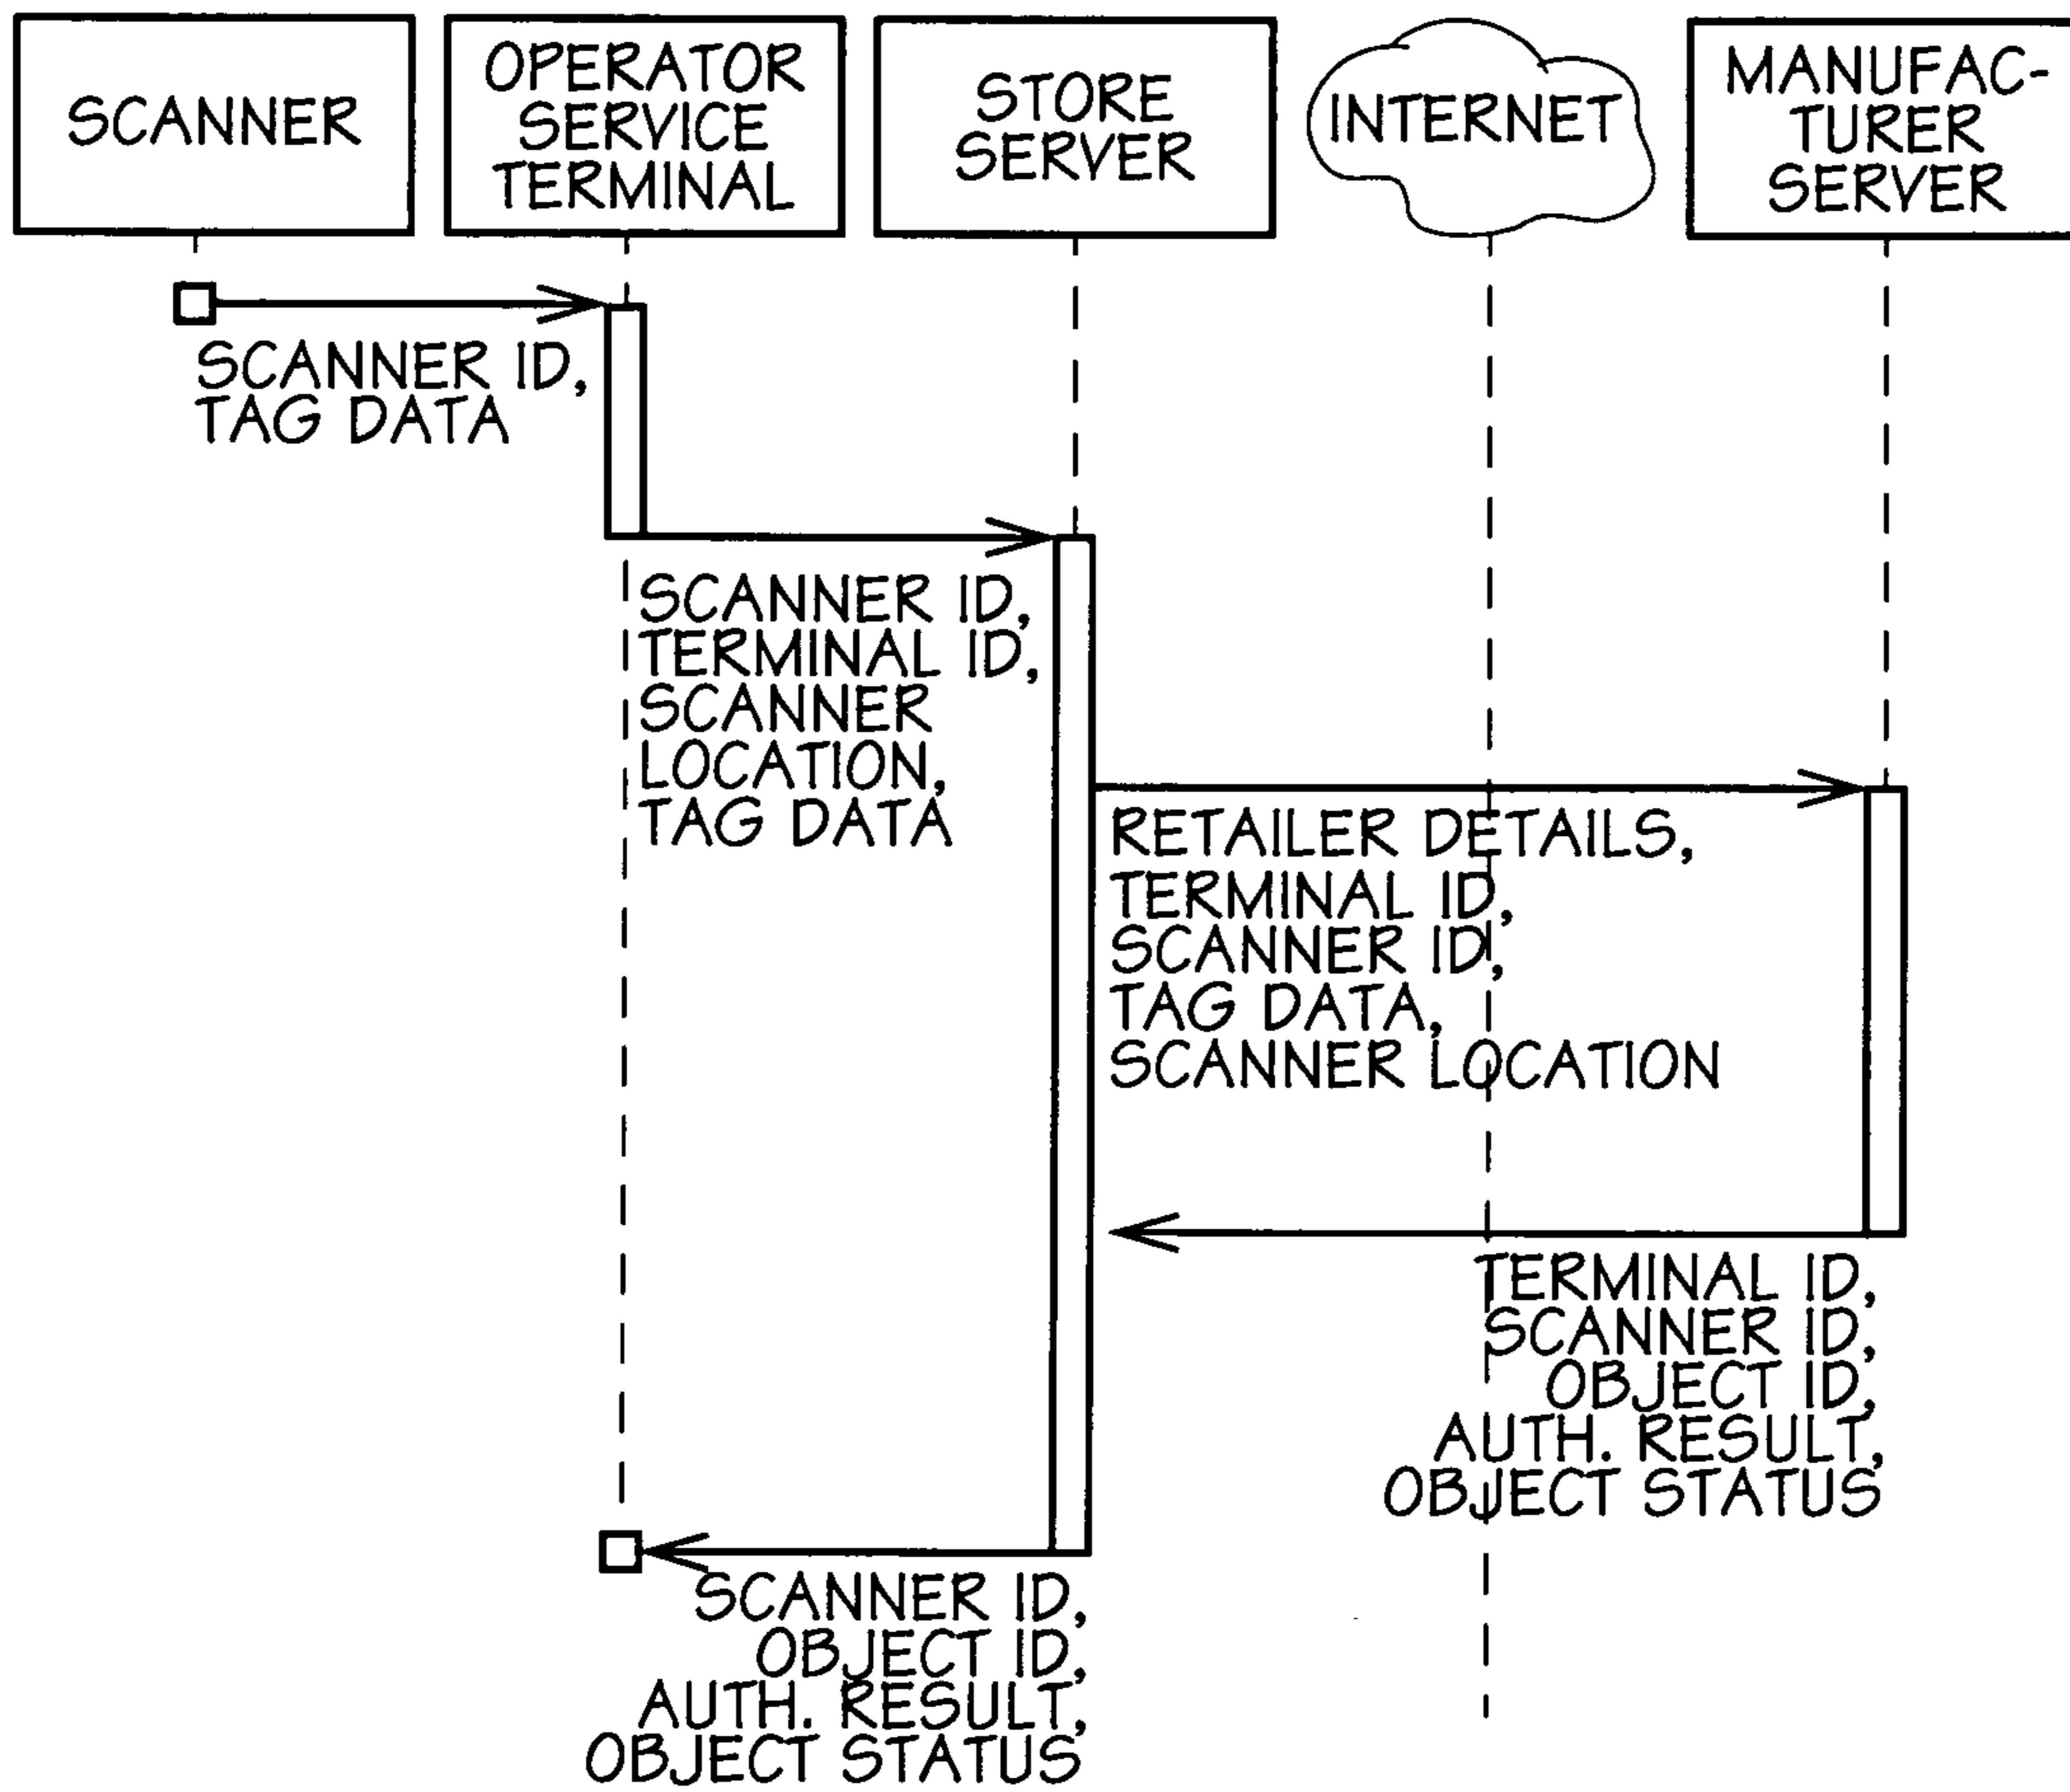 SCANNER
OPERATOR
SERVICE
TERMINAL
STORE
SERVER
INTERNET
MANUFAC-
TURER
SERVER
SCANNER ID,
TAG DATA
SCANNER ID,
TERMINAL ID,
SCANNER
LOCATION,
TAG DATA
RETAILER DETAILS,
TERMINAL ID,
SCANNER ID,
TAG DATA,
SCANNER LOCATION
TERMINAL ID,
SCANNER ID,
OBJECT ID,
AUTH. RESULT,
OBJECT STATUS
SCANNER ID,
OBJECT ID,
AUTH. RESULT,
OBJECT STATUS